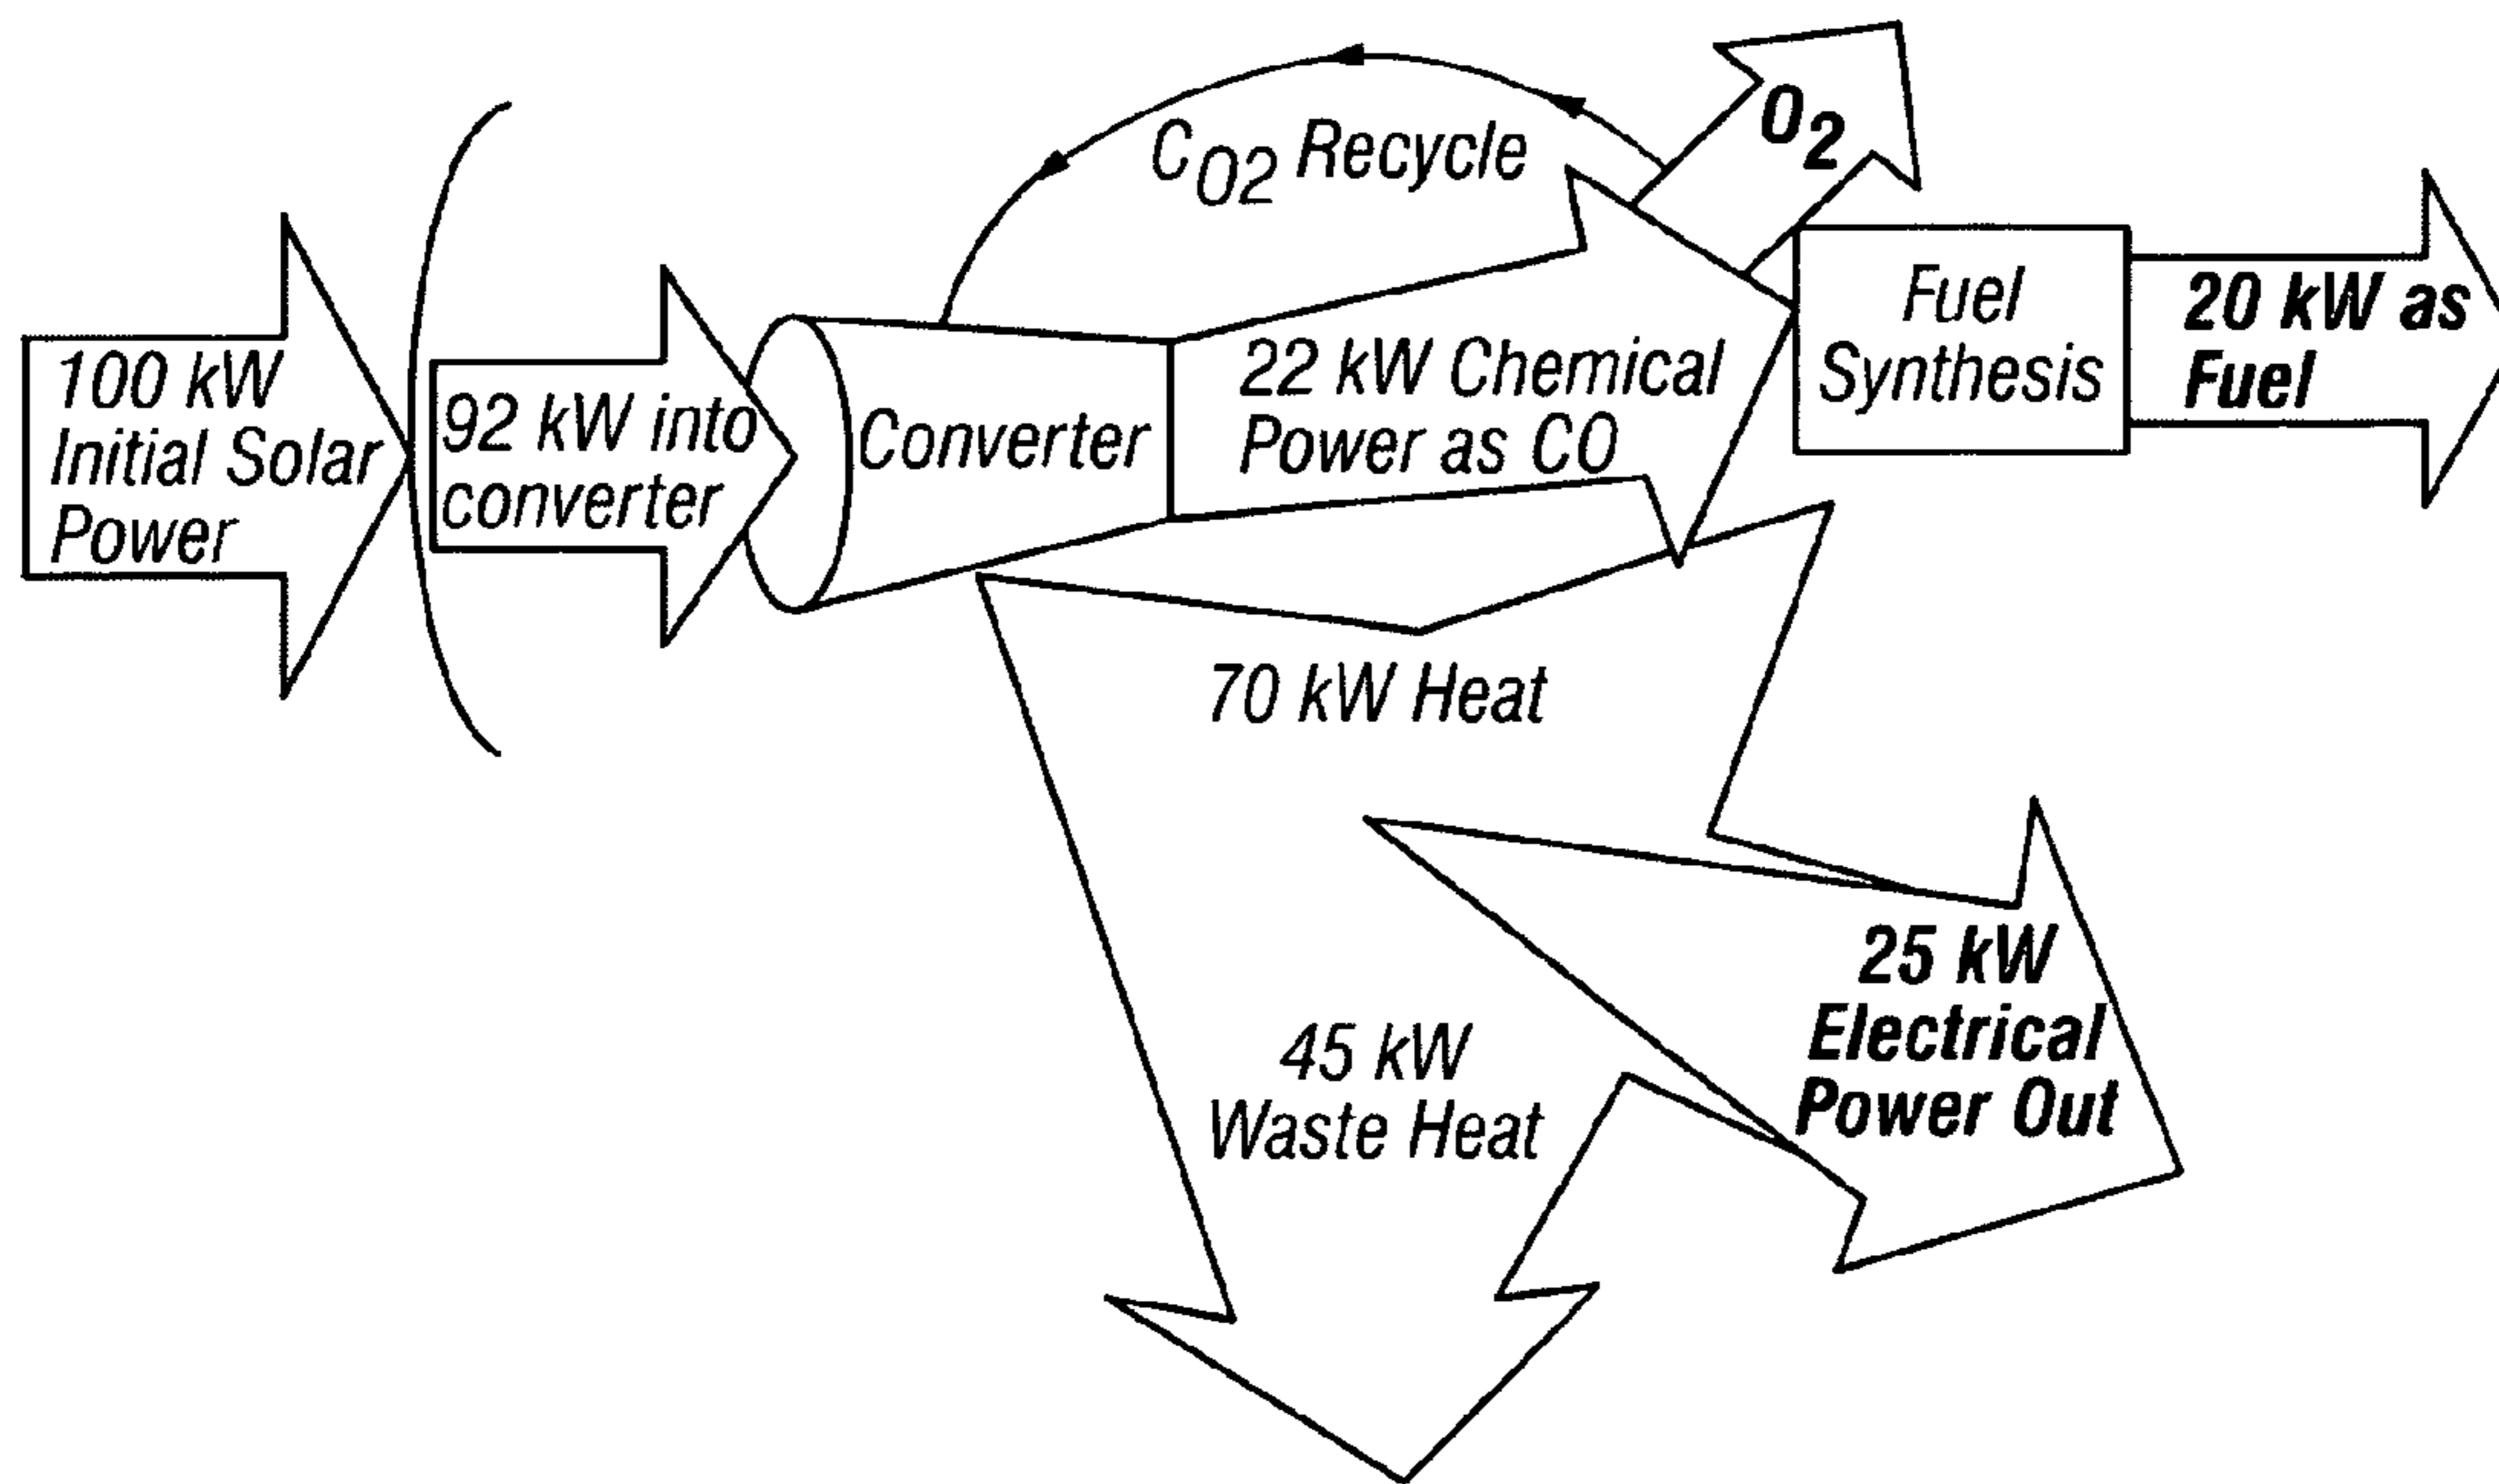 100 kW
Initial Solar
Power
92 kW into
converter
Converter
CO2 Recycle
22 kW Chemical
Power as CO
O2
Fuel
Synthesis
20 kW as
Fuel
70 kW Heat
45 kW
Waste Heat
25 kW
Electrical
Power Out